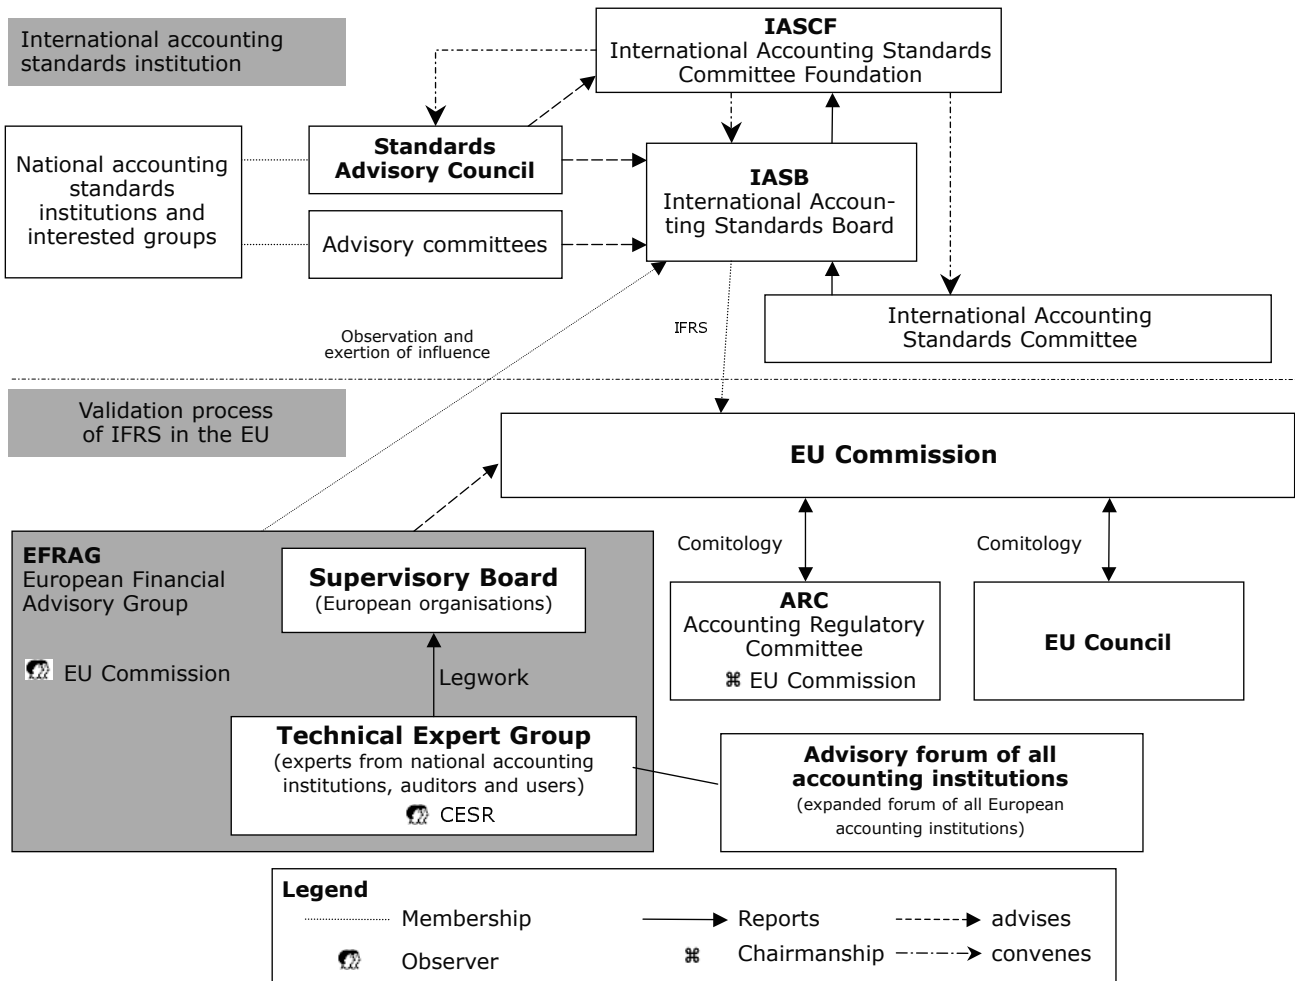 International accounting
standards institution
IASCF
International Accounting Standards
Committee Foundation
National accounting
standards
institutions and
interested groups
Standards
Advisory Council
Advisory committees
IASB
International Accoun-
ting Standards Board
International Accounting
Standards Committee
Observation and
exertion of influence
IFRS
Validation process
of IFRS in the EU
EU Commission
Comitology
Comitology
EFRAG
European Financial
Advisory Group
EU Commission
Supervisory Board
(European organisations)
Legwork
Technical Expert Group
(experts from national accounting
institutions, auditors and users)
CESR
ARC
Accounting Regulatory
Committee
⌘ EU Commission
EU Council
Advisory forum of all
accounting institutions
(expanded forum of all European
accounting institutions)
Legend
Membership
Reports
advises
Observer
⌘ Chairmanship
convenes